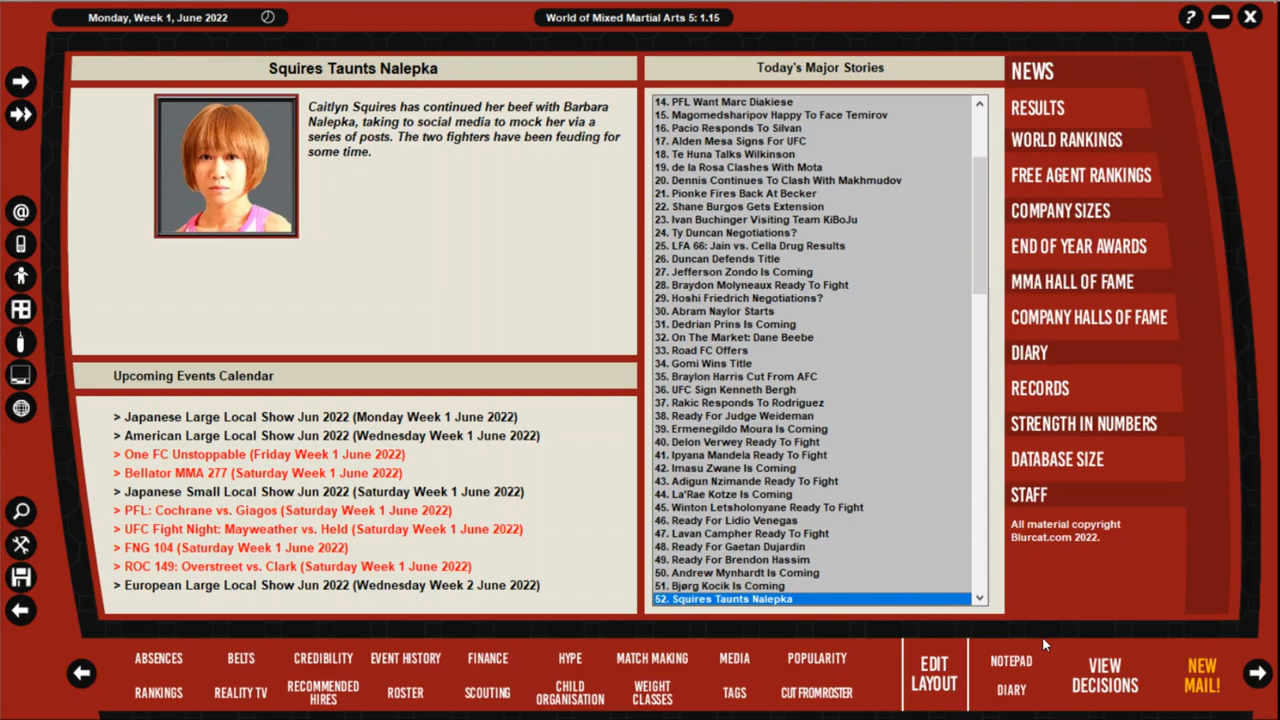 Monday, Week 1, June 2022
World of Mixed Martial Arts 5: 1.15
?
X
Squires Taunts Nalepka
Caitlyn Squires has continued her beef with Barbara
Nalepka, taking to social media to mock her via a
series of posts. The two fighters have been feuding for
some time.
Upcoming Events Calendar
> Japanese Large Local Show Jun 2022 (Monday Week 1 June 2022)
> American Large Local Show Jun 2022 (Wednesday Week 1 June 2022)
> One FC Unstoppable (Friday Week 1 June 2022)
> Bellator MMA 277 (Saturday Week 1 June 2022)
> Japanese Small Local Show Jun 2022 (Saturday Week 1 June 2022)
> PFL: Cochrane vs. Giagos (Saturday Week 1 June 2022)
> UFC Fight Night: Mayweather vs. Held (Saturday Week 1 June 2022)
> FNG 104 (Saturday Week 1 June 2022)
> ROC 149: Overstreet vs. Clark (Saturday Week 1 June 2022)
> European Large Local Show Jun 2022 (Wednesday Week 2 June 2022)
Today's Major Stories
14. PFL Want Marc Diakiese
15. Magomedsharipov Happy To Face Temirov
16. Pacio Responds To Silvan
17. Alden Mesa Signs For UFC
18. Te Huna Talks Wilkinson
19. de la Rosa Clashes With Mota
20. Dennis Continues To Clash With Makhmudov
21. Pionke Fires Back At Becker
22. Shane Burgos Gets Extension
23. Ivan Buchinger Visiting Team KiBoJu
24. Ty Duncan Negotiations?
25. LFA 66: Jain vs. Cella Drug Results
26. Duncan Defends Title
27. Jefferson Zondo Is Coming
28. Braydon Molyneaux Ready To Fight
29. Hoshi Friedrich Negotiations?
30. Abram Naylor Starts
31. Dedrian Prins Is Coming
32. On The Market: Dane Beebe
33. Road FC Offers
34. Gomi Wins Title
35. Braylon Harris Cut From AFC
36. UFC Sign Kenneth Bergh
37. Rakic Responds To Rodriguez
38. Ready For Judge Weideman
39. Ermenegildo Moura Is Coming
40. Delon Verwey Ready To Fight
41. Ipyana Mandela Ready To Fight
42. Imasu Zwane Is Coming
43. Adigun Nzimande Ready To Fight
44. La'Rae Kotze Is Coming
45. Winton Letsholonyane Ready To Fight
46. Ready For Lidio Venegas
47. Lavan Campher Ready To Fight
48. Ready For Gaetan Dujardin
49. Ready For Brendon Hassim
50. Andrew Mynhardt Is Coming
51. Bjørg Kocik Is Coming
52. Squires Taunts Nalepka
NEWS
RESULTS
WORLD RANKINGS
FREE AGENT RANKINGS
COMPANY SIZES
END OF YEAR AWARDS
MMA HALL OF FAME
COMPANY HALLS OF FAME
DIARY
RECORDS
STRENGTH IN NUMBERS
DATABASE SIZE
STAFF
All material copyright
Blurcat.com 2022.
@
ABSENCES
BELTS
CREDIBILITY
EVENT HISTORY
FINANCE
HYPE
MATCH MAKING
MEDIA
POPULARITY
RANKINGS
REALITY TV
RECOMMENDED
HIRES
ROSTER
SCOUTING
CHILD
ORGANISATION
WEIGHT
CLASSES
TAGS
CUT FROM ROSTER
EDIT
LAYOUT
NOTEPAD
DIARY
VIEW
DECISIONS
NEW
MAIL!